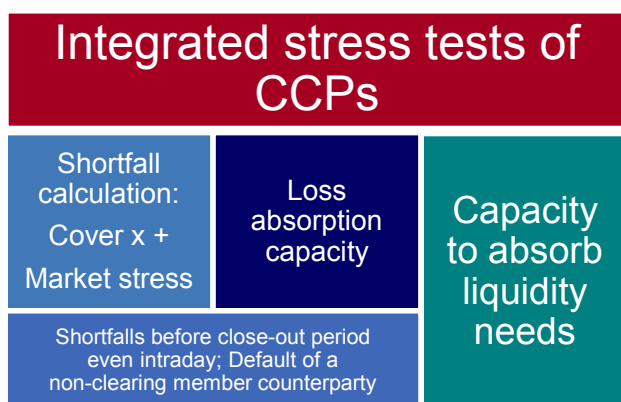 Integrated stress tests of
CCPs
Shortfall
calculation:
Cover x +
Market stress
Loss
absorption
capacity
Capacity
to absorb
liquidity
needs
Shortfalls before close-out period
even intraday; Default of a
non-clearing member counterparty